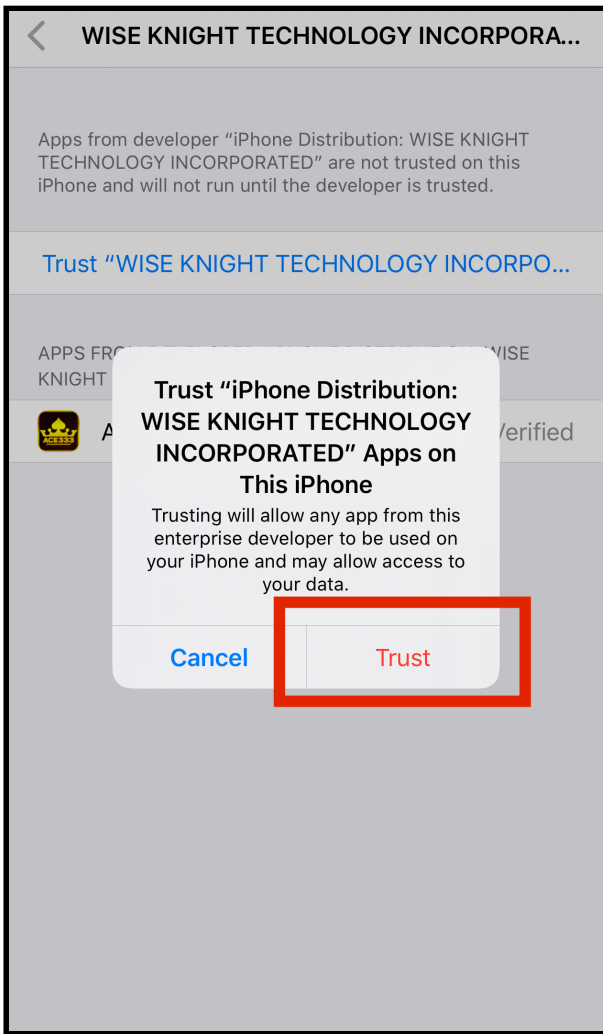 WISE KNIGHT TECHNOLOGY INCORPORA...
Apps from developer “iPhone Distribution: WISE KNIGHT
TECHNOLOGY INCORPORATED” are not trusted on this
iPhone and will not run until the developer is trusted.
Trust “WISE KNIGHT TECHNOLOGY INCORPO...
APPS
KNIGHT
ACE333
Verified
Trust “iPhone Distribution:
WISE KNIGHT TECHNOLOGY
INCORPORATED” Apps on
This iPhone
Trusting will allow any app from this
enterprise developer to be used on
your iPhone and may allow access to
your data.
Cancel
Trust